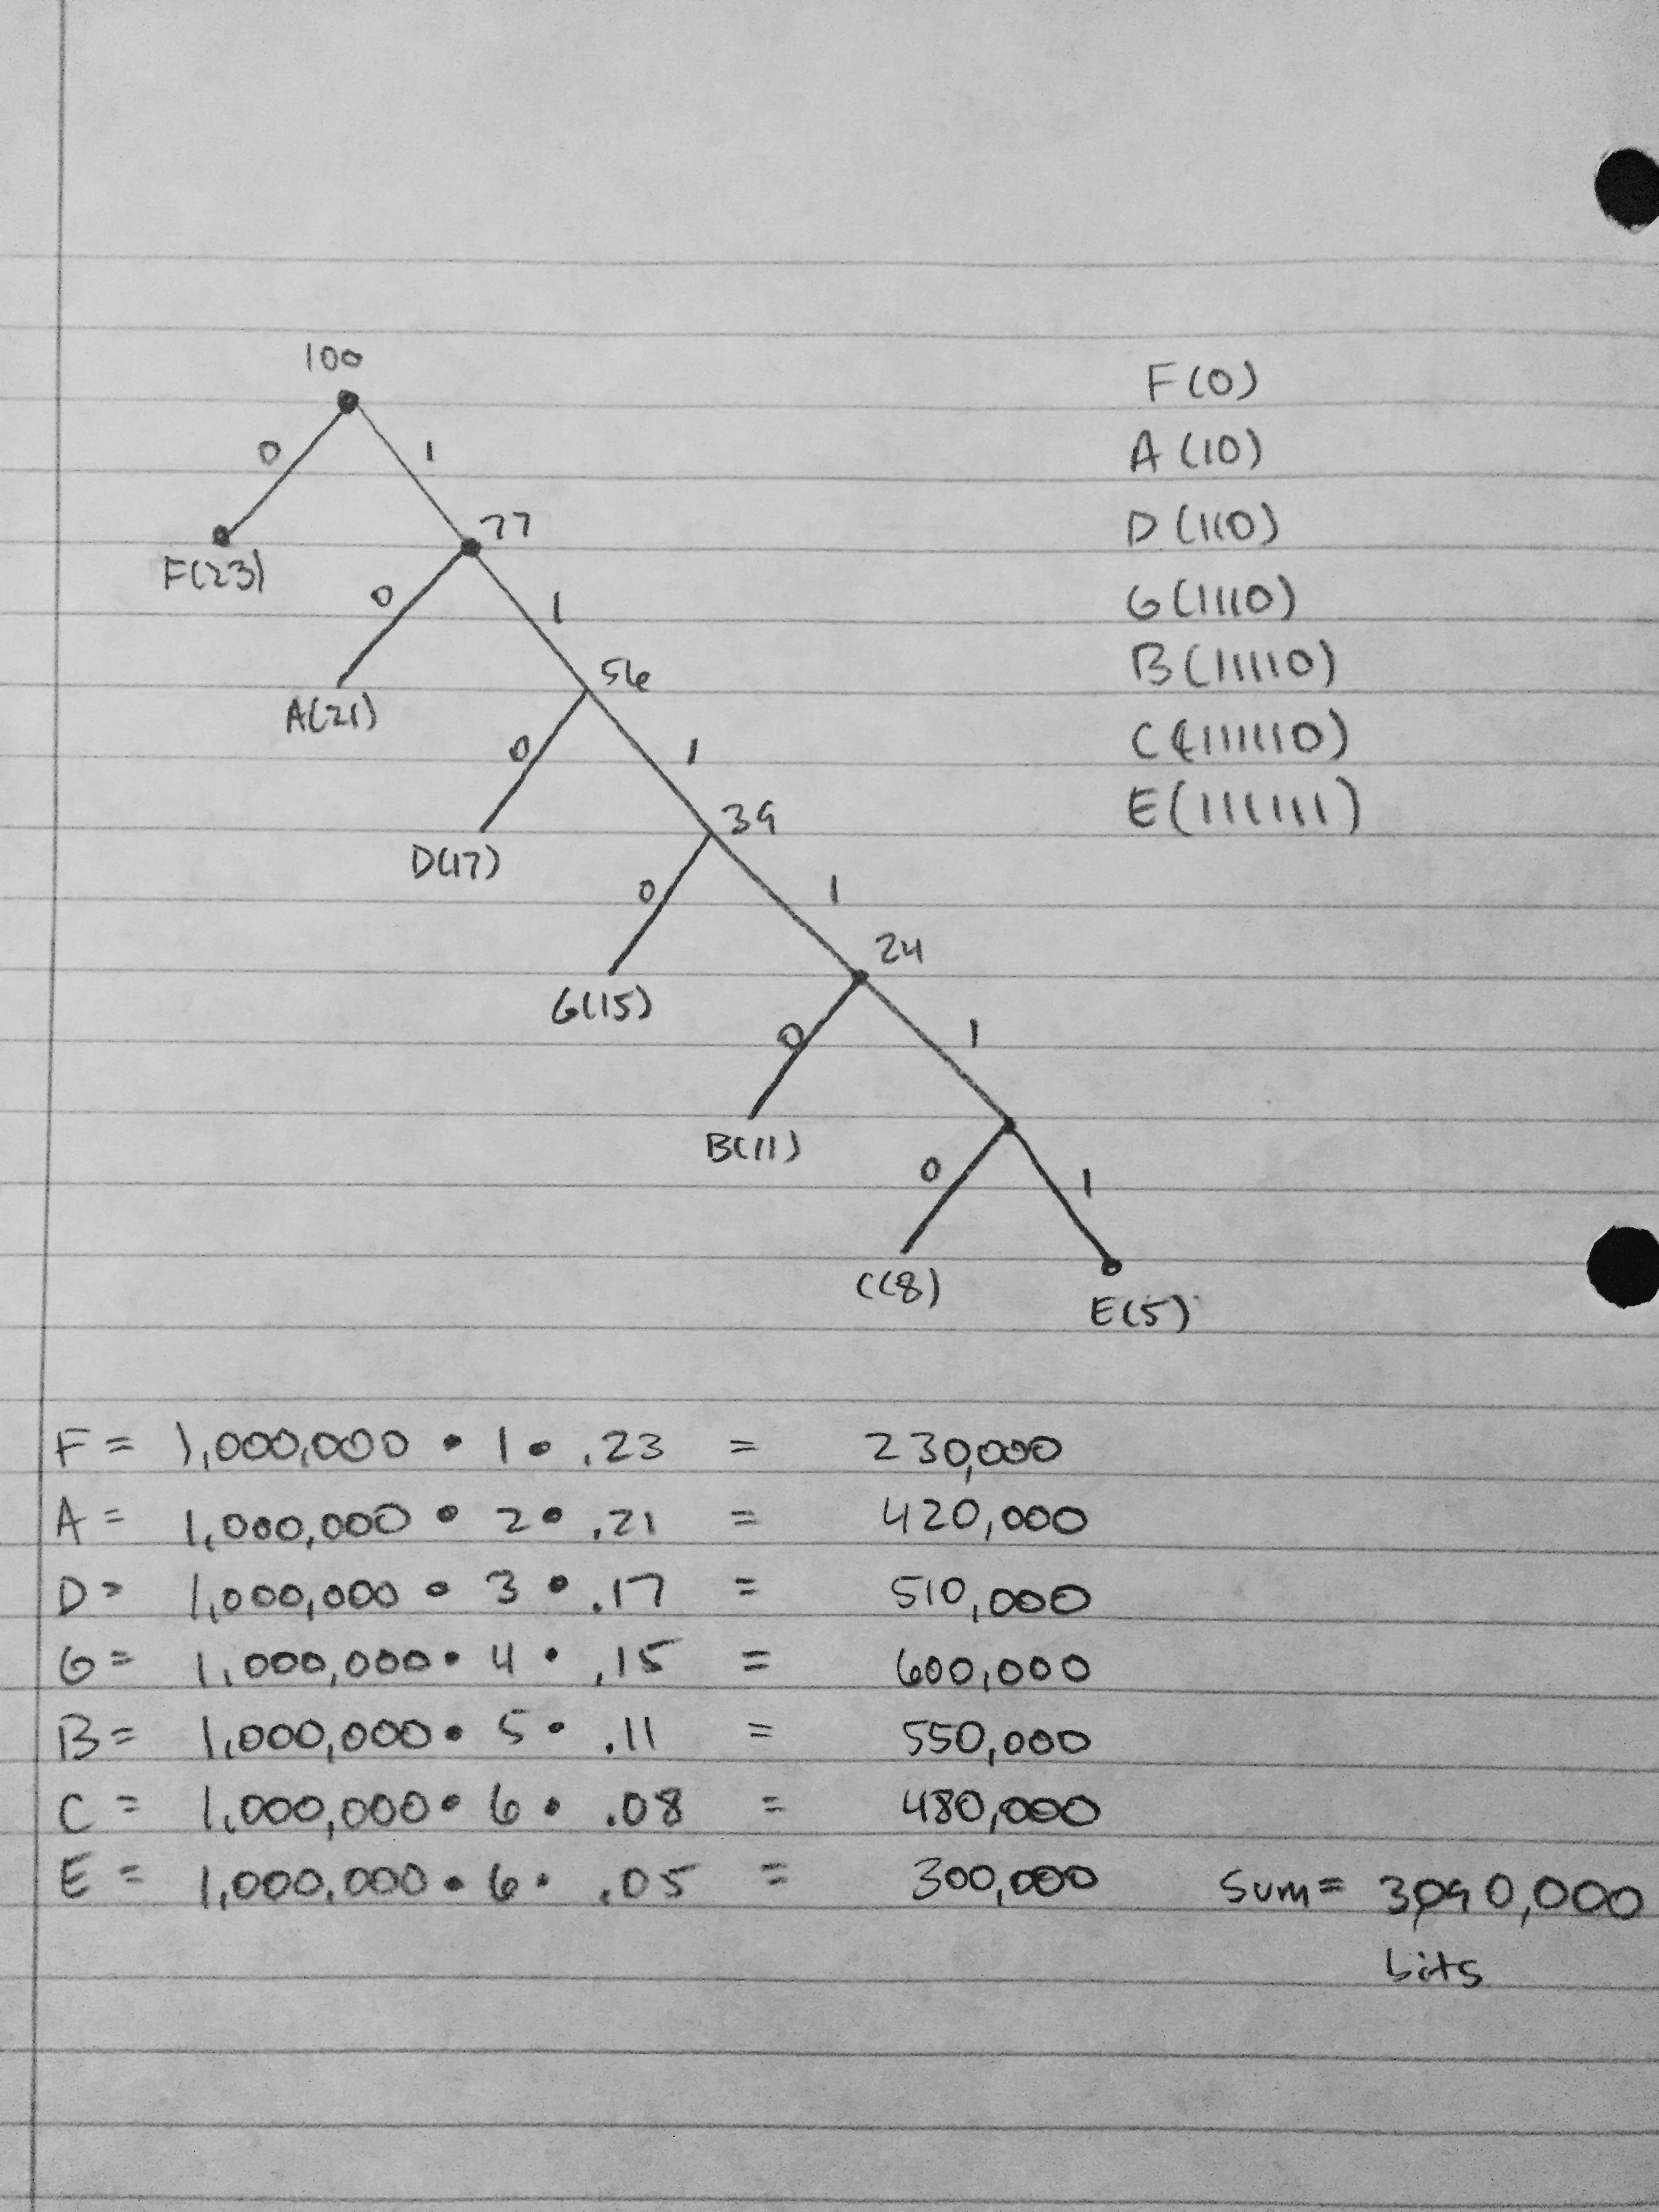 100
0 1
77
F(23)
0 1
56
A(21)
0 1
39
D(17)
0 1
24
G(15)
0 1
B(11)
0 1
C(8)
E(5)
F(0)
A(10)
D(110)
G(1110)
B(111110)
C(1111110)
E(1111111)
F = 1,000,000 • 1 • .23 = 230,000
A = 1,000,000 • 2 • .21 = 420,000
D = 1,000,000 • 3 • .17 = 510,000
G = 1,000,000 • 4 • .15 = 600,000
B = 1,000,000 • 5 • .11 = 550,000
C = 1,000,000 • 6 • .08 = 480,000
E = 1,000,000 • 6 • .05 = 300,000
Sum = 3,090,000
bits